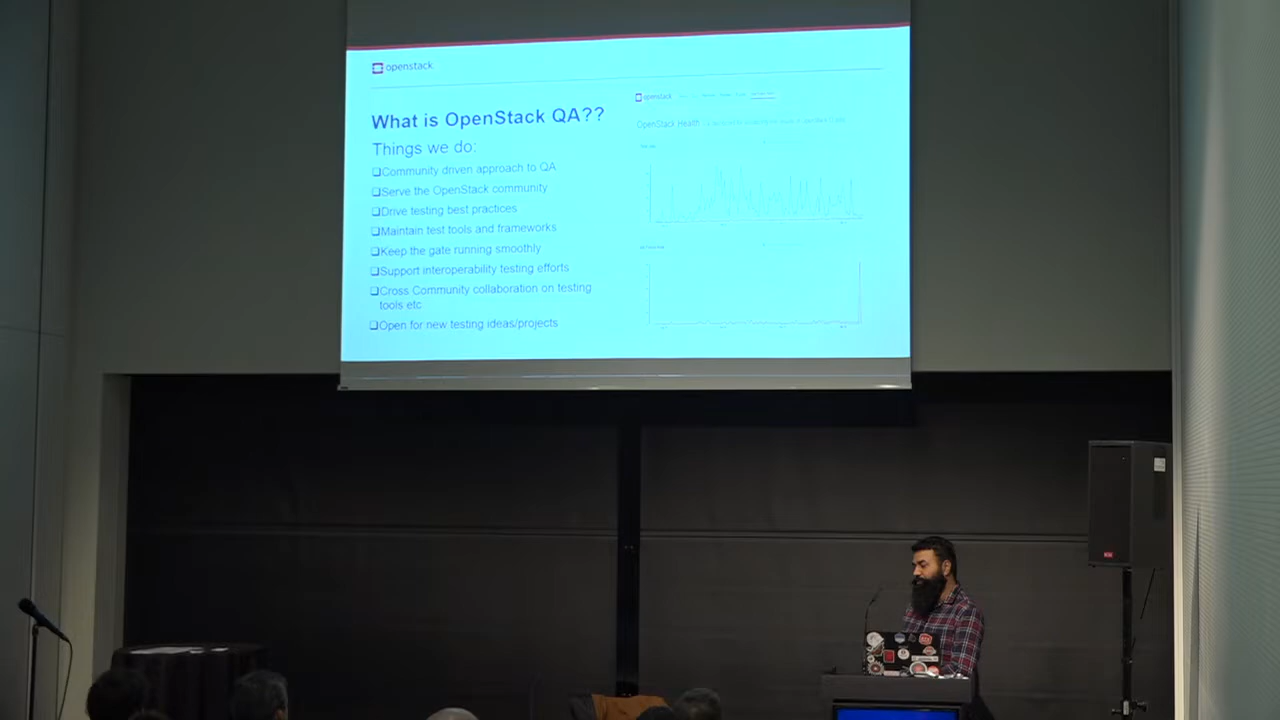 openstack
What is OpenStack QA??
Things we do:
❑Community driven approach to QA
❑Serve the OpenStack community
❑Drive testing best practices
❑Maintain test tools and frameworks
❑Keep the gate running smoothly
❑Support interoperability testing efforts
❑Cross Community collaboration on testing
tools etc
❑Open for new testing ideas/projects
openstack
OpenStack Health